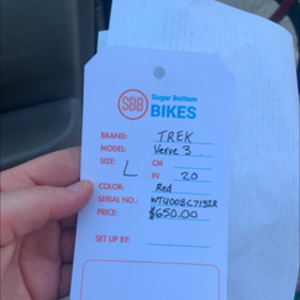 SBB
Sugar Bottom
BIKES
BRAND: TREK
MODEL: Verve 3
SIZE: L CM
IN 20
COLOR: Red
SERIAL NO.: WTU008C7132R
PRICE: $650.00
SET UP BY: